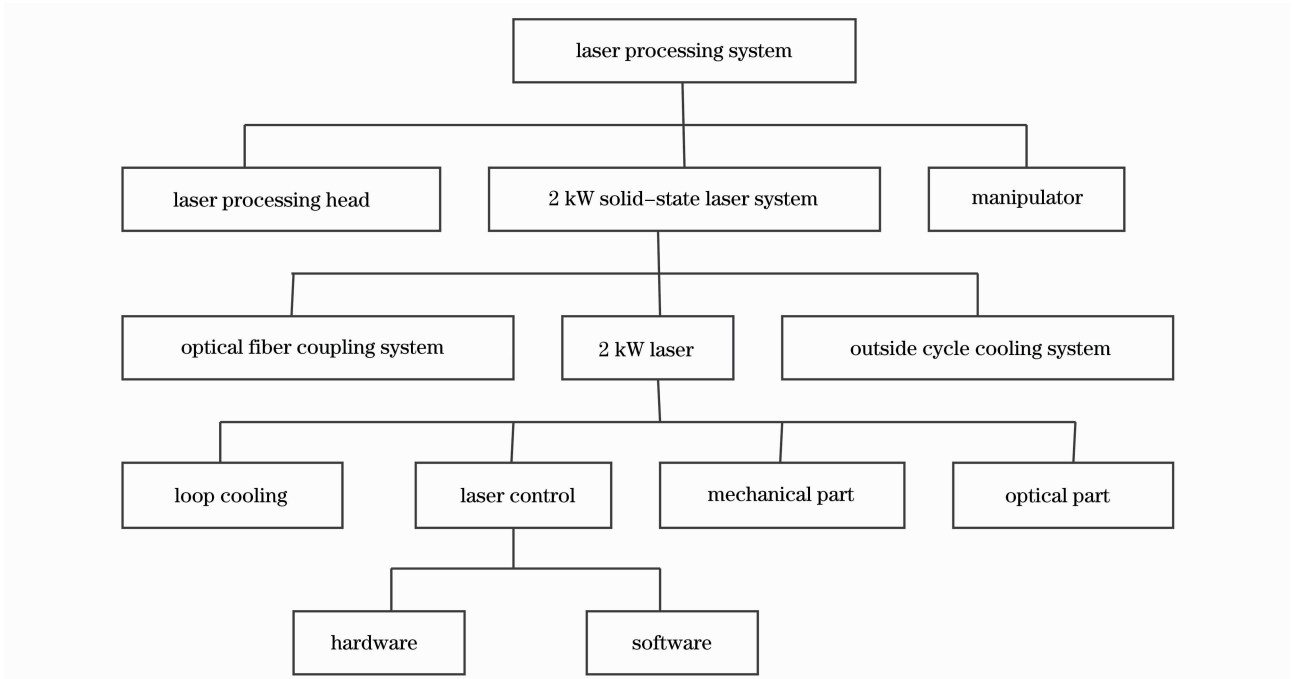 laser processing system
laser processing head
2 kW solid−state laser system
manipulator
optical fiber coupling system
2 kW laser
outside cycle cooling system
loop cooling
laser control
mechanical part
optical part
hardware
software